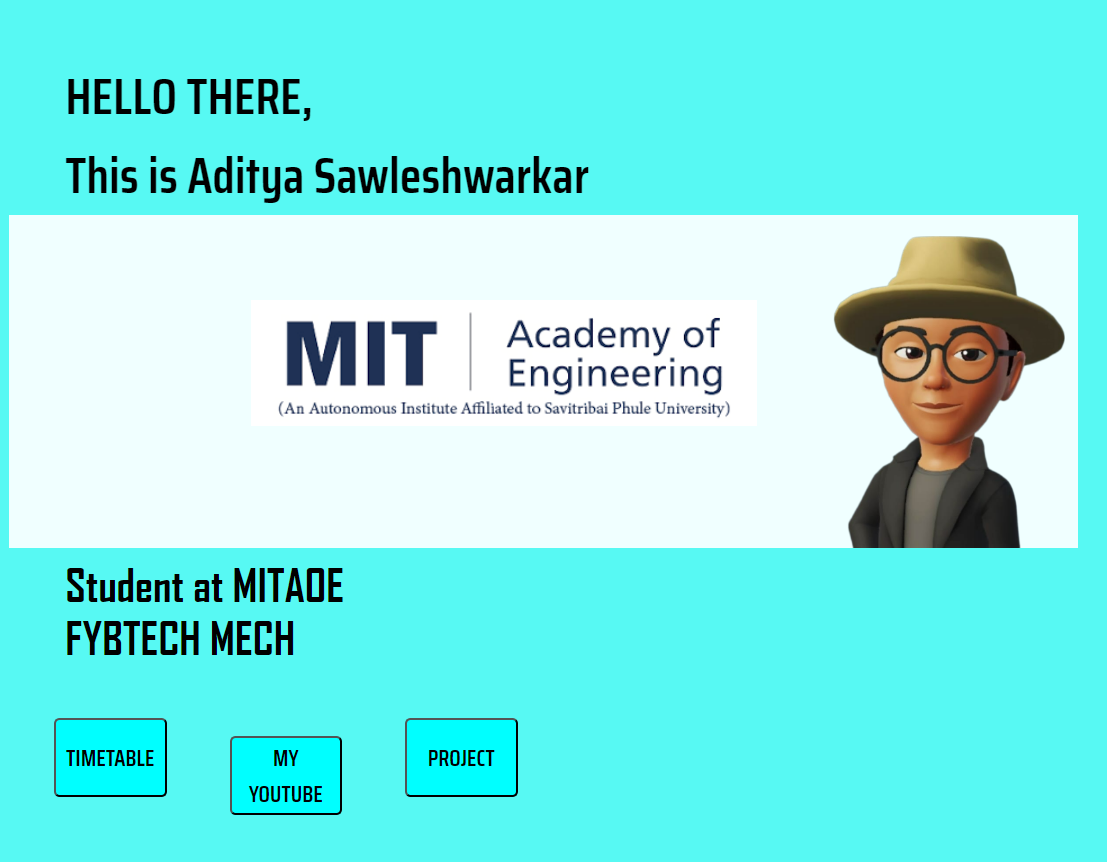 HELLO THERE,
This is Aditya Sawleshwarkar
MIT
Academy of
Engineering
(An Autonomous Institute Affiliated to Savitribai Phule University)
Student at MITAOE
FYBTECH MECH
TIMETABLE
MY
YOUTUBE
PROJECT